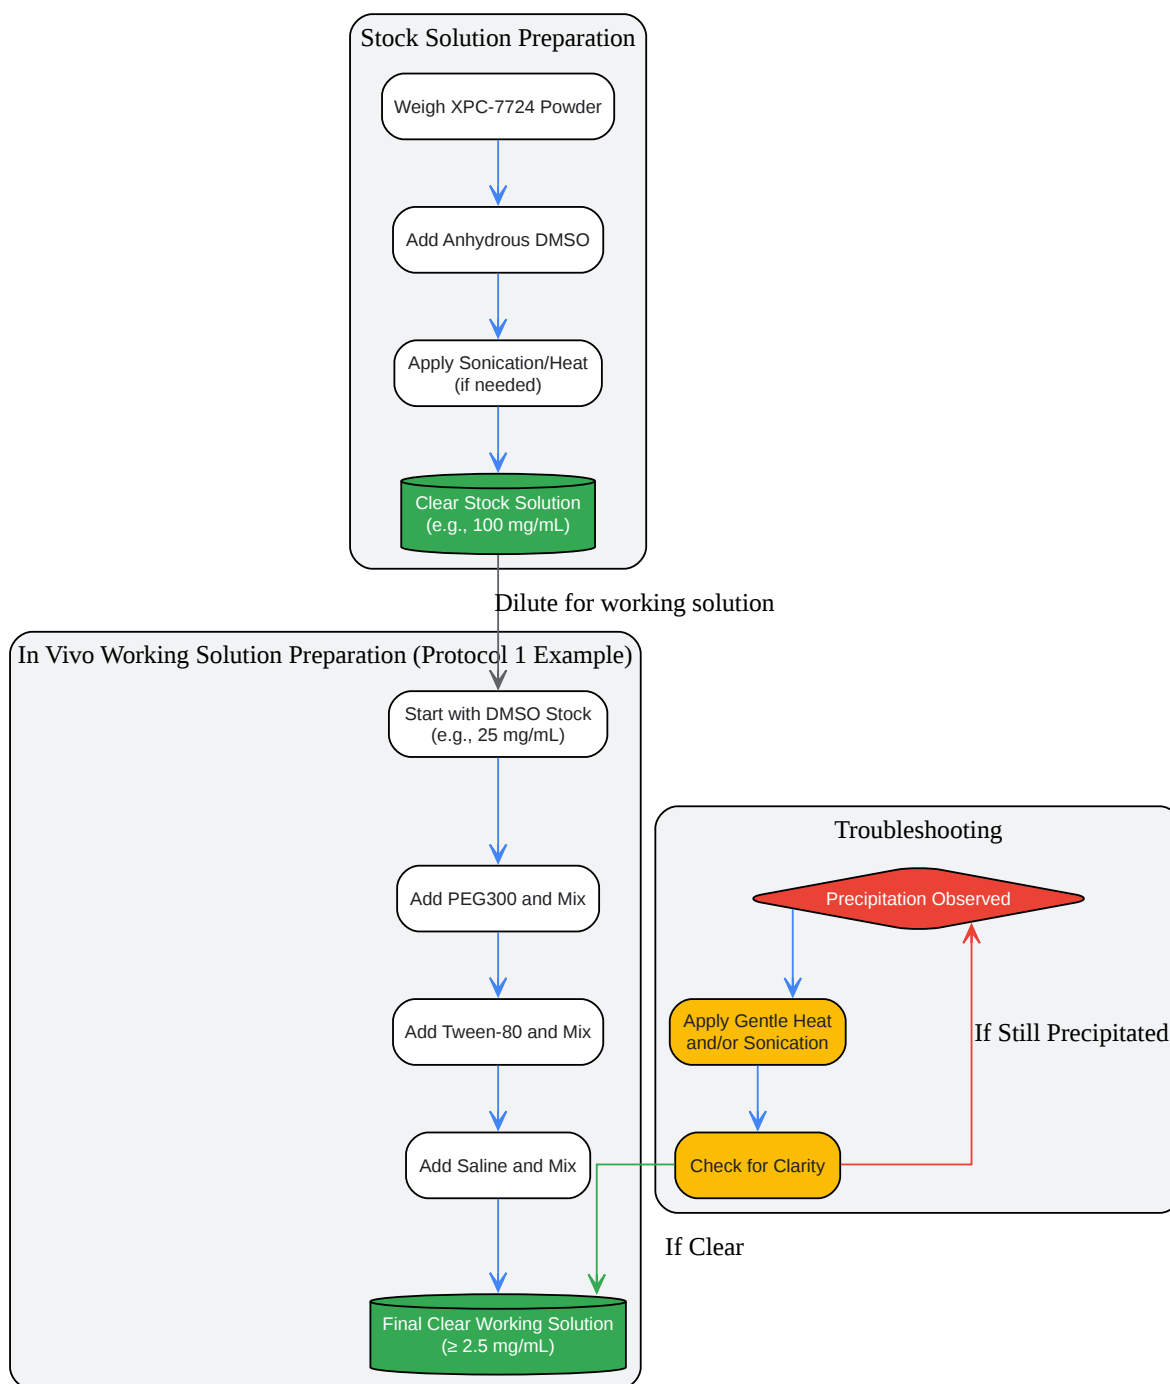 Stock Solution Preparation
Weigh XPC-7724 Powder
Add Anhydrous DMSO
Apply Sonication/Heat
(if needed)
Clear Stock Solution
(e.g., 100 mg/mL)
Dilute for working solution
In Vivo Working Solution Preparation (Protocol 1 Example)
Start with DMSO Stock
(e.g., 25 mg/mL)
Add PEG300 and Mix
Add Tween-80 and Mix
Add Saline and Mix
Final Clear Working Solution
(≥ 2.5 mg/mL)
Troubleshooting
Precipitation Observed
Apply Gentle Heat
and/or Sonication
If Still Precipitated
Check for Clarity
If Clear